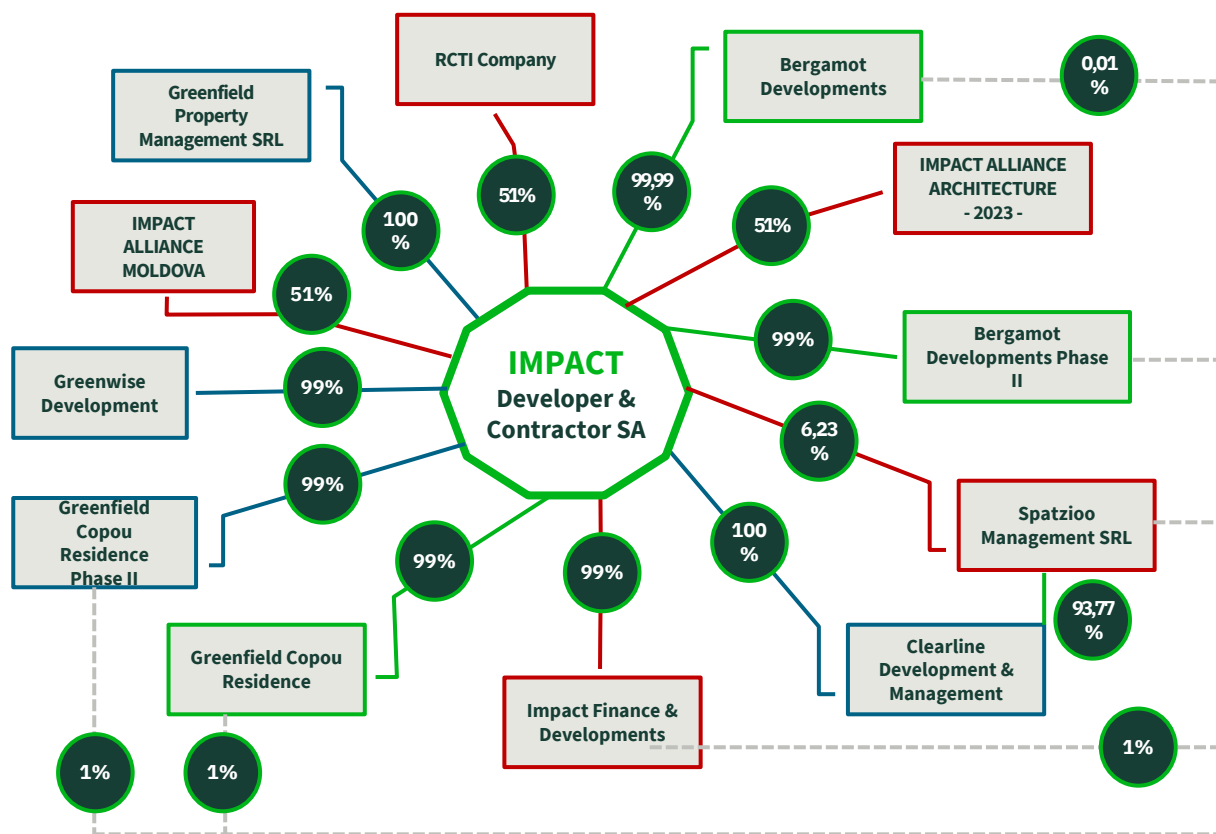 RCTI Company
Bergamot
Developments
0,01
%
Greenfield
Property
Management SRL
51%
99,99
%
IMPACT ALLIANCE
ARCHITECTURE
- 2023 -
IMPACT
ALLIANCE
MOLDOVA
100
%
51%
51%
99%
Bergamot
Developments Phase
II
Greenwise
Development
99%
IMPACT
Developer &
Contractor SA
6,23
%
99%
Greenfield
Copou
Residence
Phase II
Spatzioo
Management SRL
100
%
99%
99%
93,77
%
Greenfield Copou
Residence
Clearline
Development &
Management
Impact Finance &
Developments
1%
1%
1%